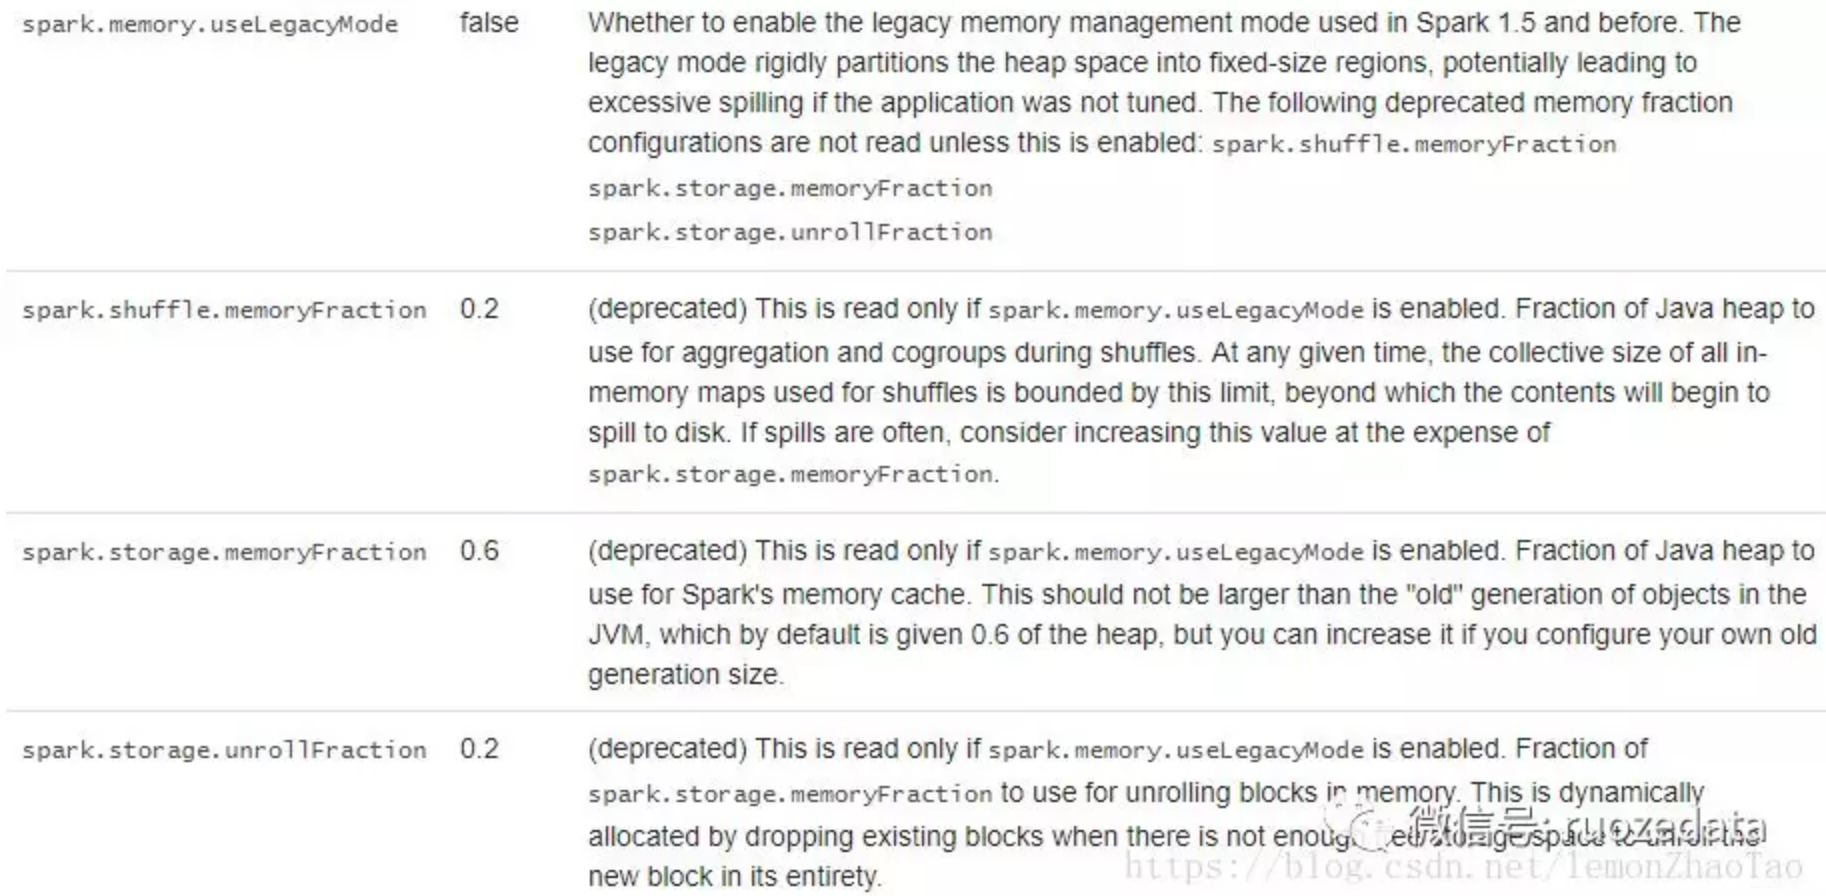 spark.memory.useLegacyMode false Whether to enable the legacy memory management mode used in Spark 1.5 and before. The
legacy mode rigidly partitions the heap space into fixed-size regions, potentially leading to
excessive spilling if the application was not tuned. The following deprecated memory fraction
configurations are not read unless this is enabled: spark.shuffle.memoryFraction
spark.storage.memoryFraction
spark.storage.unrollFraction
spark.shuffle.memoryFraction 0.2 (deprecated) This is read only if spark.memory.useLegacyMode is enabled. Fraction of Java heap to
use for aggregation and cogroups during shuffles. At any given time, the collective size of all in-
memory maps used for shuffles is bounded by this limit, beyond which the contents will begin to
spill to disk. If spills are often, consider increasing this value at the expense of
spark.storage.memoryFraction.
spark.storage.memoryFraction 0.6 (deprecated) This is read only if spark.memory.useLegacyMode is enabled. Fraction of Java heap to
use for Spark's memory cache. This should not be larger than the "old" generation of objects in the
JVM, which by default is given 0.6 of the heap, but you can increase it if you configure your own old
generation size.
spark.storage.unrollFraction 0.2 (deprecated) This is read only if spark.memory.useLegacyMode is enabled. Fraction of
spark.storage.memoryFraction to use for unrolling blocks in memory. This is dynamically
allocated by dropping existing blocks when there is not storage space to unroll the
new block in its entirety.
微信号: ruozedata
https://blog.csdn.net/lemonZhaoTao